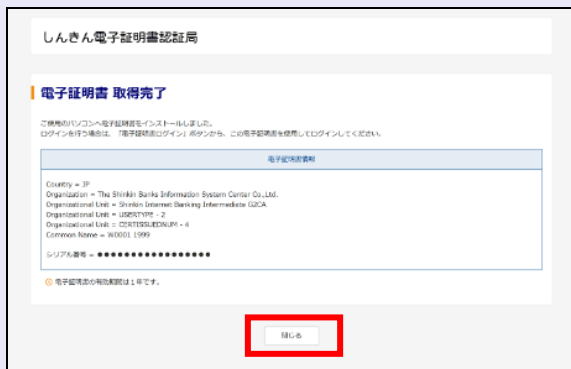 しんきん電子証明書認証局
電子証明書 取得完了
ご使用のパソコンへ電子証明書をインストールしました。
ログインを行う場合は、「電子証明書ログイン」ボタンから、この電子証明書を使用してログインしてください。
電子証明書情報
Country = JP
Organization = The Shinkin Banks Information System Center Co.,Ltd.
Organizational Unit = Shinkin Internet Banking Intermediate G2CA
Organizational Unit = USERTYPE - 2
Organizational Unit = CERTISSUEDNUM - 4
Common Name = W0001 1999
シリアル番号 = ●●●●●●●●●●●●●●●●●
電子証明書の有効期間は1年です。
閉じる